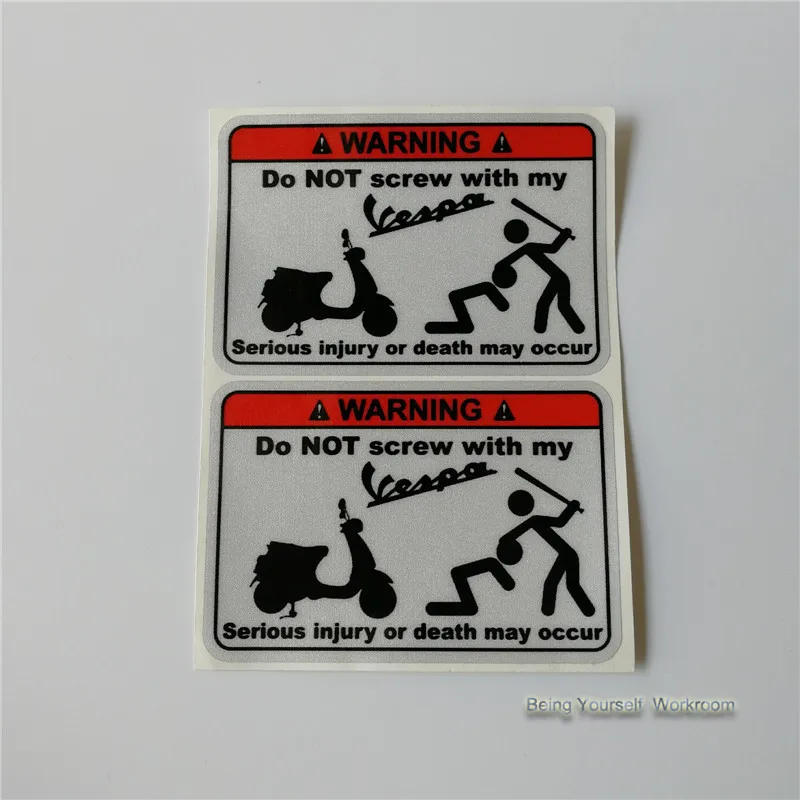 WARNING
Do NOT screw with my
Vespa
Serious injury or death may occur
WARNING
Do NOT screw with my
Vespa
Serious injury or death may occur
Being Yourself Workroom